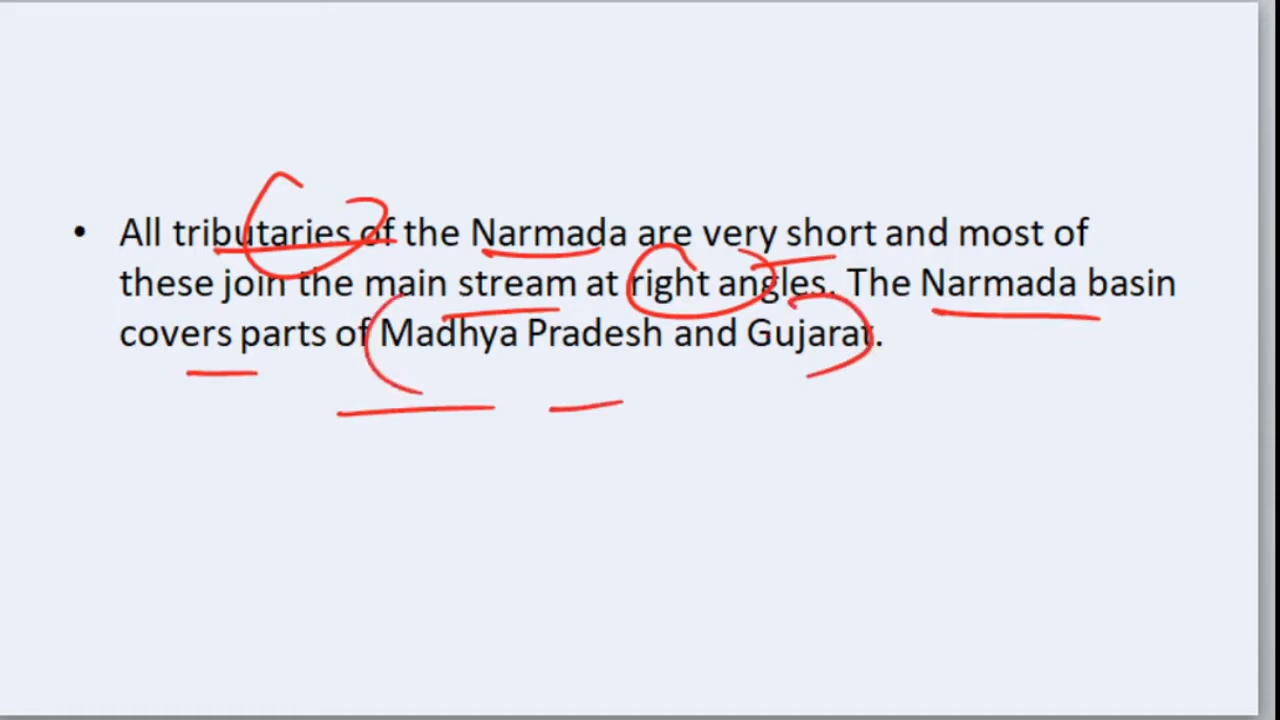 • All tributaries of the Narmada are very short and most of
these join the main stream at right angles. The Narmada basin
covers parts of Madhya Pradesh and Gujarat.